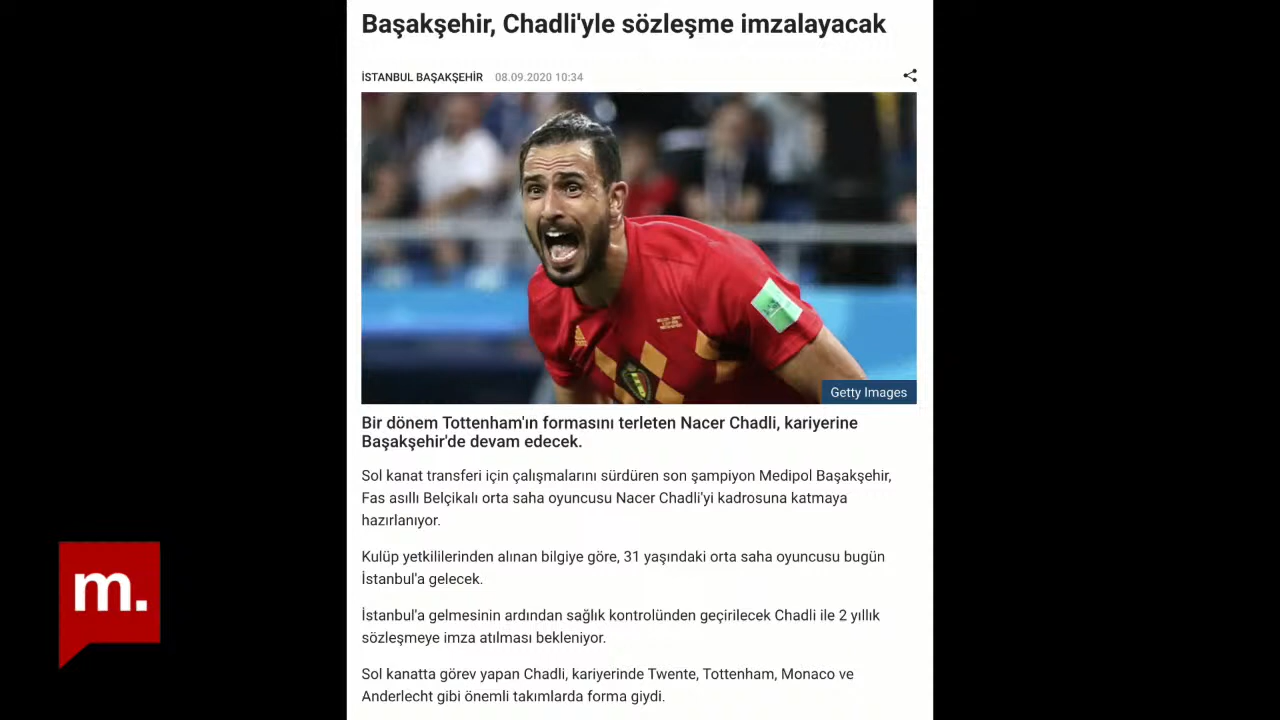 Başakşehir, Chadli'yle sözleşme imzalayacak
İSTANBUL BAŞAKŞEHİR 08.09.2020 10:34
Getty Images
Bir dönem Tottenham'ın formasını terleten Nacer Chadli, kariyerine
Başakşehir'de devam edecek.
Sol kanat transferi için çalışmalarını sürdüren son şampiyon Medipol Başakşehir,
Fas asıllı Belçikalı orta saha oyuncusu Nacer Chadli'yi kadrosuna katmaya
hazırlanıyor.
Kulüp yetkililerinden alınan bilgiye göre, 31 yaşındaki orta saha oyuncusu bugün
İstanbul'a gelecek.
İstanbul'a gelmesinin ardından sağlık kontrolünden geçirilecek Chadli ile 2 yıllık
sözleşmeye imza atılması bekleniyor.
Sol kanatta görev yapan Chadli, kariyerinde Twente, Tottenham, Monaco ve
Anderlecht gibi önemli takımlarda forma giydi.
m.